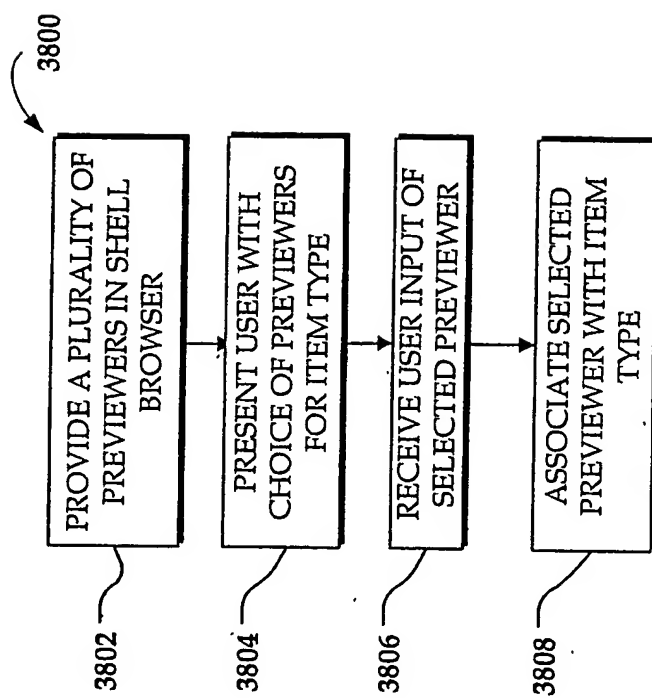 3800
PROVIDE A PLURALITY OF
PREVIEWERS IN SHELL
BROWSER
3802
PRESENT USER WITH
CHOICE OF PREVIEWERS
FOR ITEM TYPE
3804
RECEIVE USER INPUT OF
SELECTED PREVIEWER
3806
ASSOCIATE SELECTED
PREVIEWER WITH ITEM
TYPE
3808